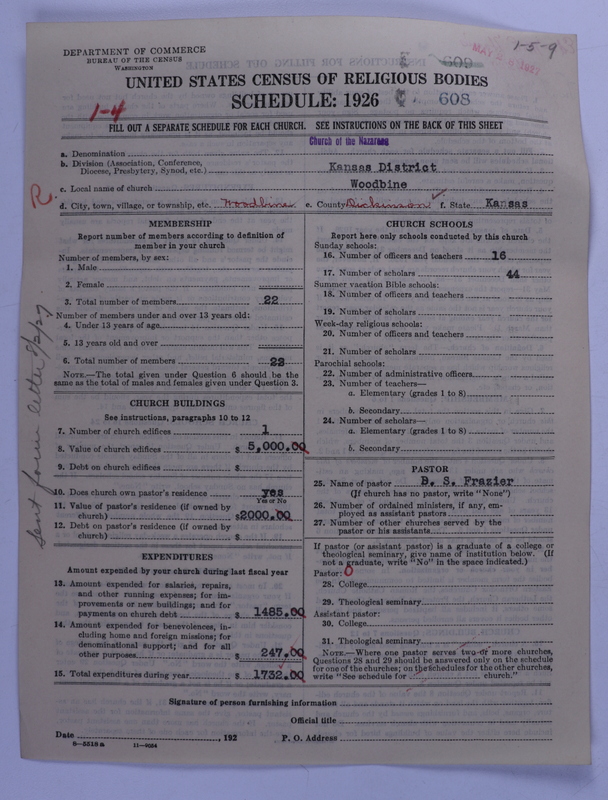 DEPARTMENT OF COMMERCE
BUREAU OF THE CENSUS
WASHINGTON
609
1-5-9
UNITED STATES CENSUS OF RELIGIOUS BODIES
SCHEDULE: 1926
608
1-4
FILL OUT A SEPARATE SCHEDULE FOR EACH CHURCH. SEE INSTRUCTIONS ON THE BACK OF THIS SHEET
Church of the Nazarene
a. Denomination
b. Division (Association, Conference, Diocese, Presbytery, Synod, etc.) Kansas District
c. Local name of church Woodbine
R.
d. City, town, village, or township, etc. Woodbine e. County Dickinson f. State Kansas
MEMBERSHIP
Report number of members according to definition of member in your church
Number of members, by sex:
1. Male
2. Female
3. Total number of members 22
Number of members under and over 13 years old:
4. Under 13 years of age
5. 13 years old and over
6. Total number of members 22
NOTE.—The total given under Question 6 should be the same as the total of males and females given under Question 3.
CHURCH BUILDINGS
See instructions, paragraphs 10 to 12
7. Number of church edifices 1
8. Value of church edifices $ 5,000.00
9. Debt on church edifices $
10. Does church own pastor's residence yes
Yes or No
11. Value of pastor's residence (if owned by church) $2000.00
12. Debt on pastor's residence (if owned by church) $
EXPENDITURES
Amount expended by your church during last fiscal year
13. Amount expended for salaries, repairs, and other running expenses; for improvements or new buildings; and for payments on church debt $ 1485.00
14. Amount expended for benevolences, including home and foreign missions; for denominational support; and for all other purposes $ 247.00
15. Total expenditures during year $ 1732.00
Sent form letter 8/2/27
CHURCH SCHOOLS
Report here only schools conducted by this church
Sunday schools:
16. Number of officers and teachers 16
17. Number of scholars 44
Summer vacation Bible schools:
18. Number of officers and teachers
19. Number of scholars
Week-day religious schools:
20. Number of officers and teachers
21. Number of scholars
Parochial schools:
22. Number of administrative officers
23. Number of teachers—
a. Elementary (grades 1 to 8)
b. Secondary
24. Number of scholars—
a. Elementary (grades 1 to 8)
b. Secondary
PASTOR
25. Name of pastor B. S. Frazier
(If church has no pastor, write "None")
26. Number of ordained ministers, if any, employed as assistant pastors
27. Number of other churches served by the pastor or his assistants
If pastor (or assistant pastor) is a graduate of a college or theological seminary, give name of institution below. (If not a graduate, write "No" in the space indicated.)
Pastor: 0
28. College
29. Theological seminary
Assistant pastor:
30. College
31. Theological seminary
NOTE.—Where one pastor serves two or more churches, Questions 28 and 29 should be answered only on the schedule for one of the churches; on the schedules for the other churches, write "See schedule for church."
Signature of person furnishing information
Official title
Date , 192 P. O. Address
8—5518a 11—9054